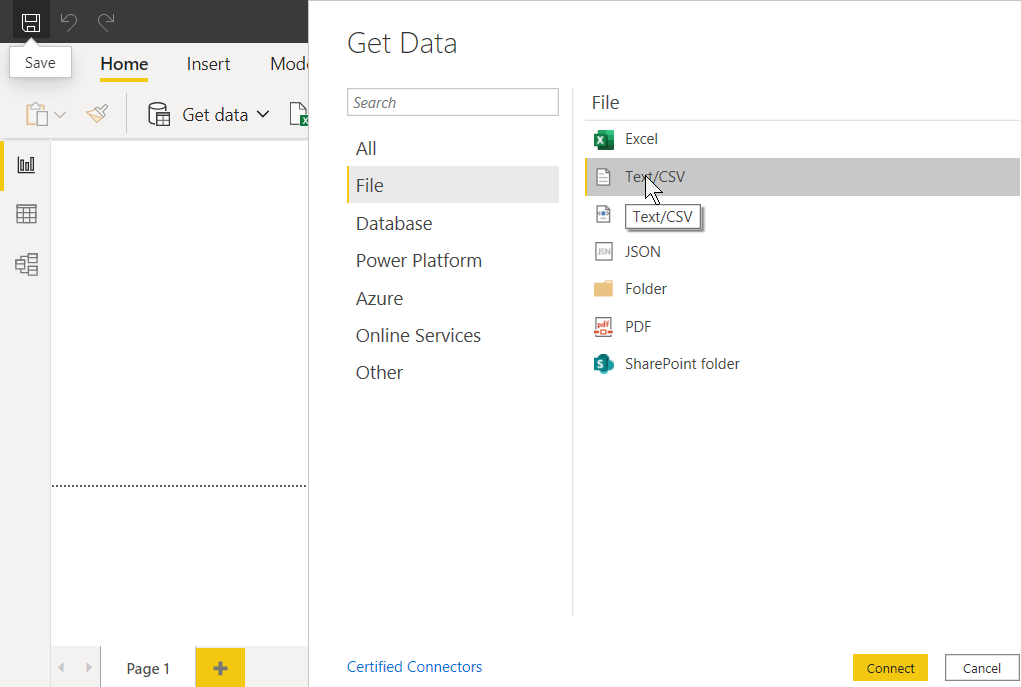 Save
Home
Insert
Mode
Get data
Page 1
Get Data
Search
All
File
Database
Power Platform
Azure
Online Services
Other
File
Excel
Text/CSV
Text/CSV
JSON
Folder
PDF
SharePoint folder
Certified Connectors
Connect
Cancel